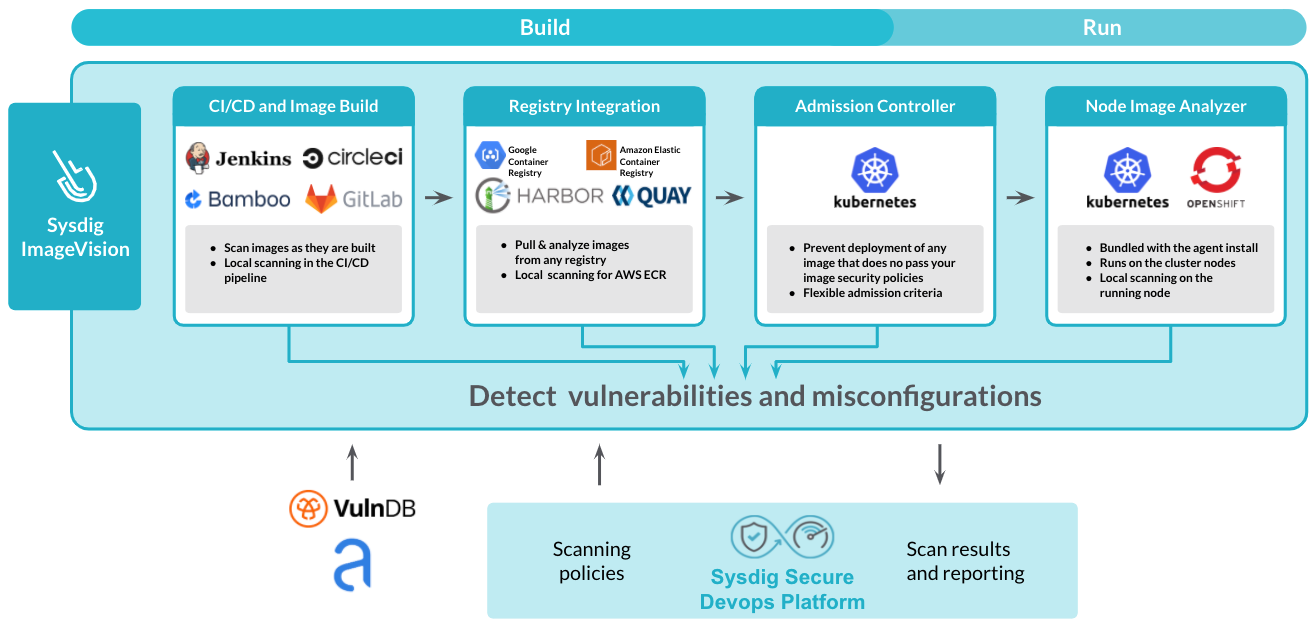 Build
Run
Sysdig
ImageVision
CI/CD and Image Build
Jenkins
circleci
Bamboo
GitLab
• Scan images as they are built
• Local scanning in the CI/CD
pipeline
Registry Integration
Google
Container
Registry
Amazon Elastic
Container
Registry
HARBOR
QUAY
• Pull & analyze images
from any registry
• Local scanning for AWS ECR
Admission Controller
kubernetes
• Prevent deployment of any
image that does no pass your
image security policies
• Flexible admission criteria
Node Image Analyzer
kubernetes
OPENSHIFT
• Bundled with the agent install
• Runs on the cluster nodes
• Local scanning on the
running node
Detect vulnerabilities and misconfigurations
VulnDB
Scanning
policies
Sysdig Secure
Devops Platform
Scan results
and reporting